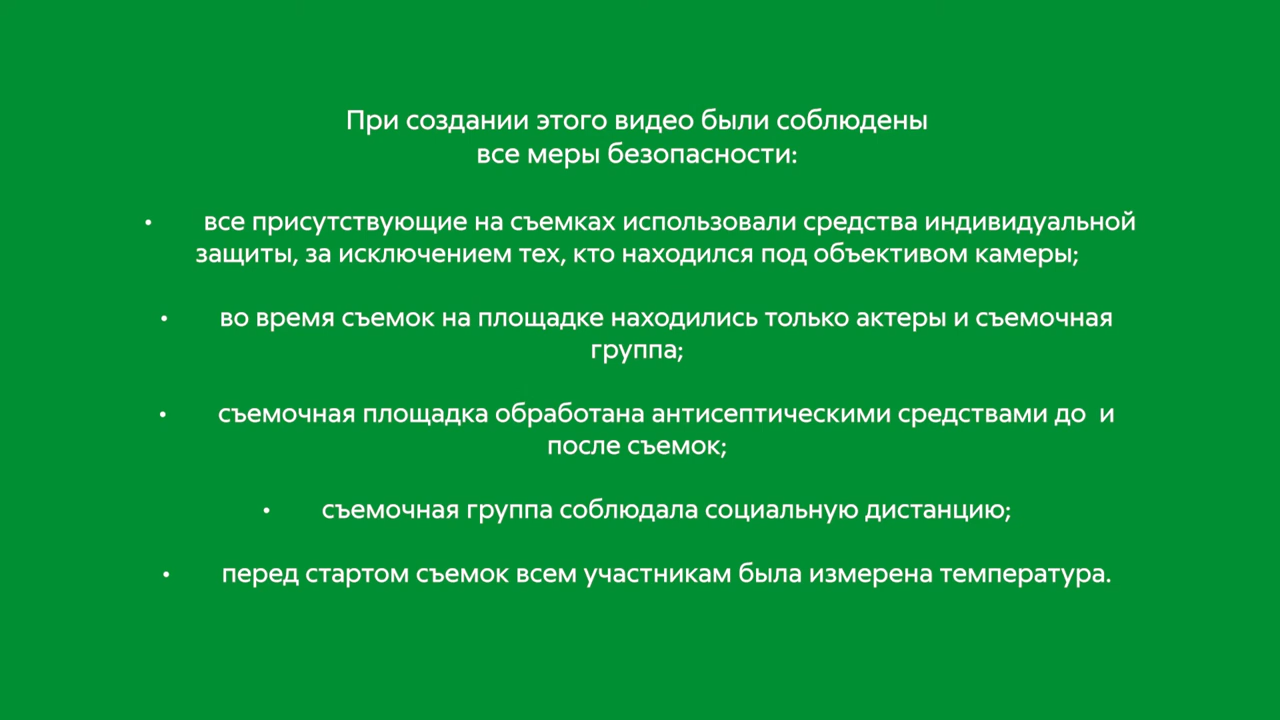 При создании этого видео были соблюдены
все меры безопасности:
• все присутствующие на съемках использовали средства индивидуальной
защиты, за исключением тех, кто находился под объективом камеры;
• во время съемок на площадке находились только актеры и съемочная
группа;
• съемочная площадка обработана антисептическими средствами до  и
после съемок;
• съемочная группа соблюдала социальную дистанцию;
• перед стартом съемок всем участникам была измерена температура.